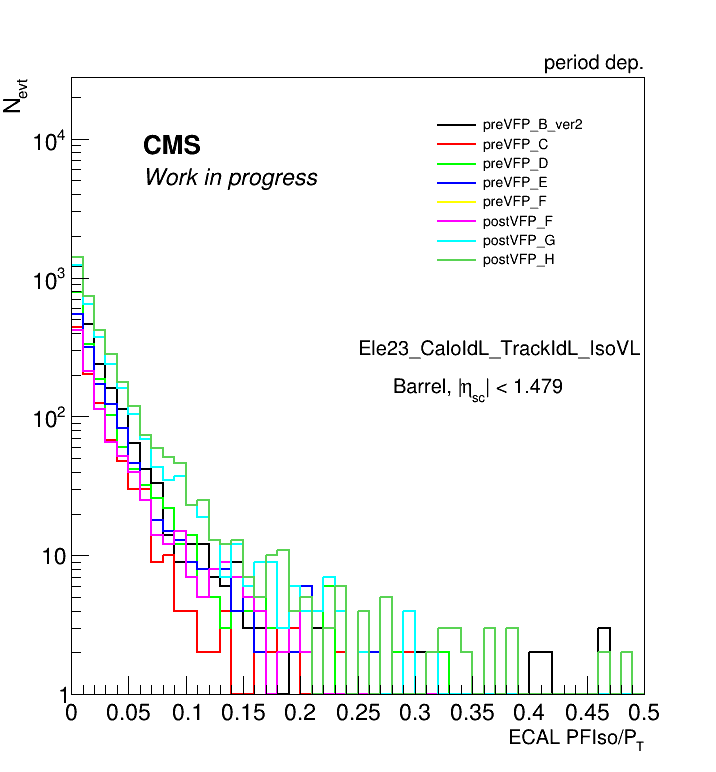 period dep.
N_evt
CMS
Work in progress
preVFP_B_ver2
preVFP_C
preVFP_D
preVFP_E
preVFP_F
postVFP_F
postVFP_G
postVFP_H
Ele23_CaloIdL_TrackIdL_IsoVL
Barrel, |η_sc| < 1.479
10^4
10^3
10^2
10
1
0 0.05 0.1 0.15 0.2 0.25 0.3 0.35 0.4 0.45 0.5
ECAL PFIso/P_T